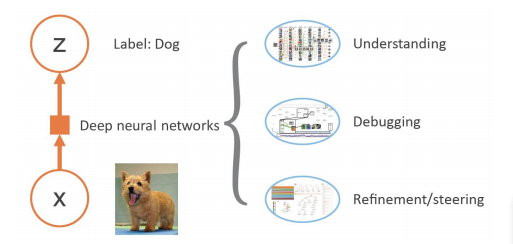 Z
Label: Dog
Understanding
Deep neural networks
Debugging
X
Refinement/steering